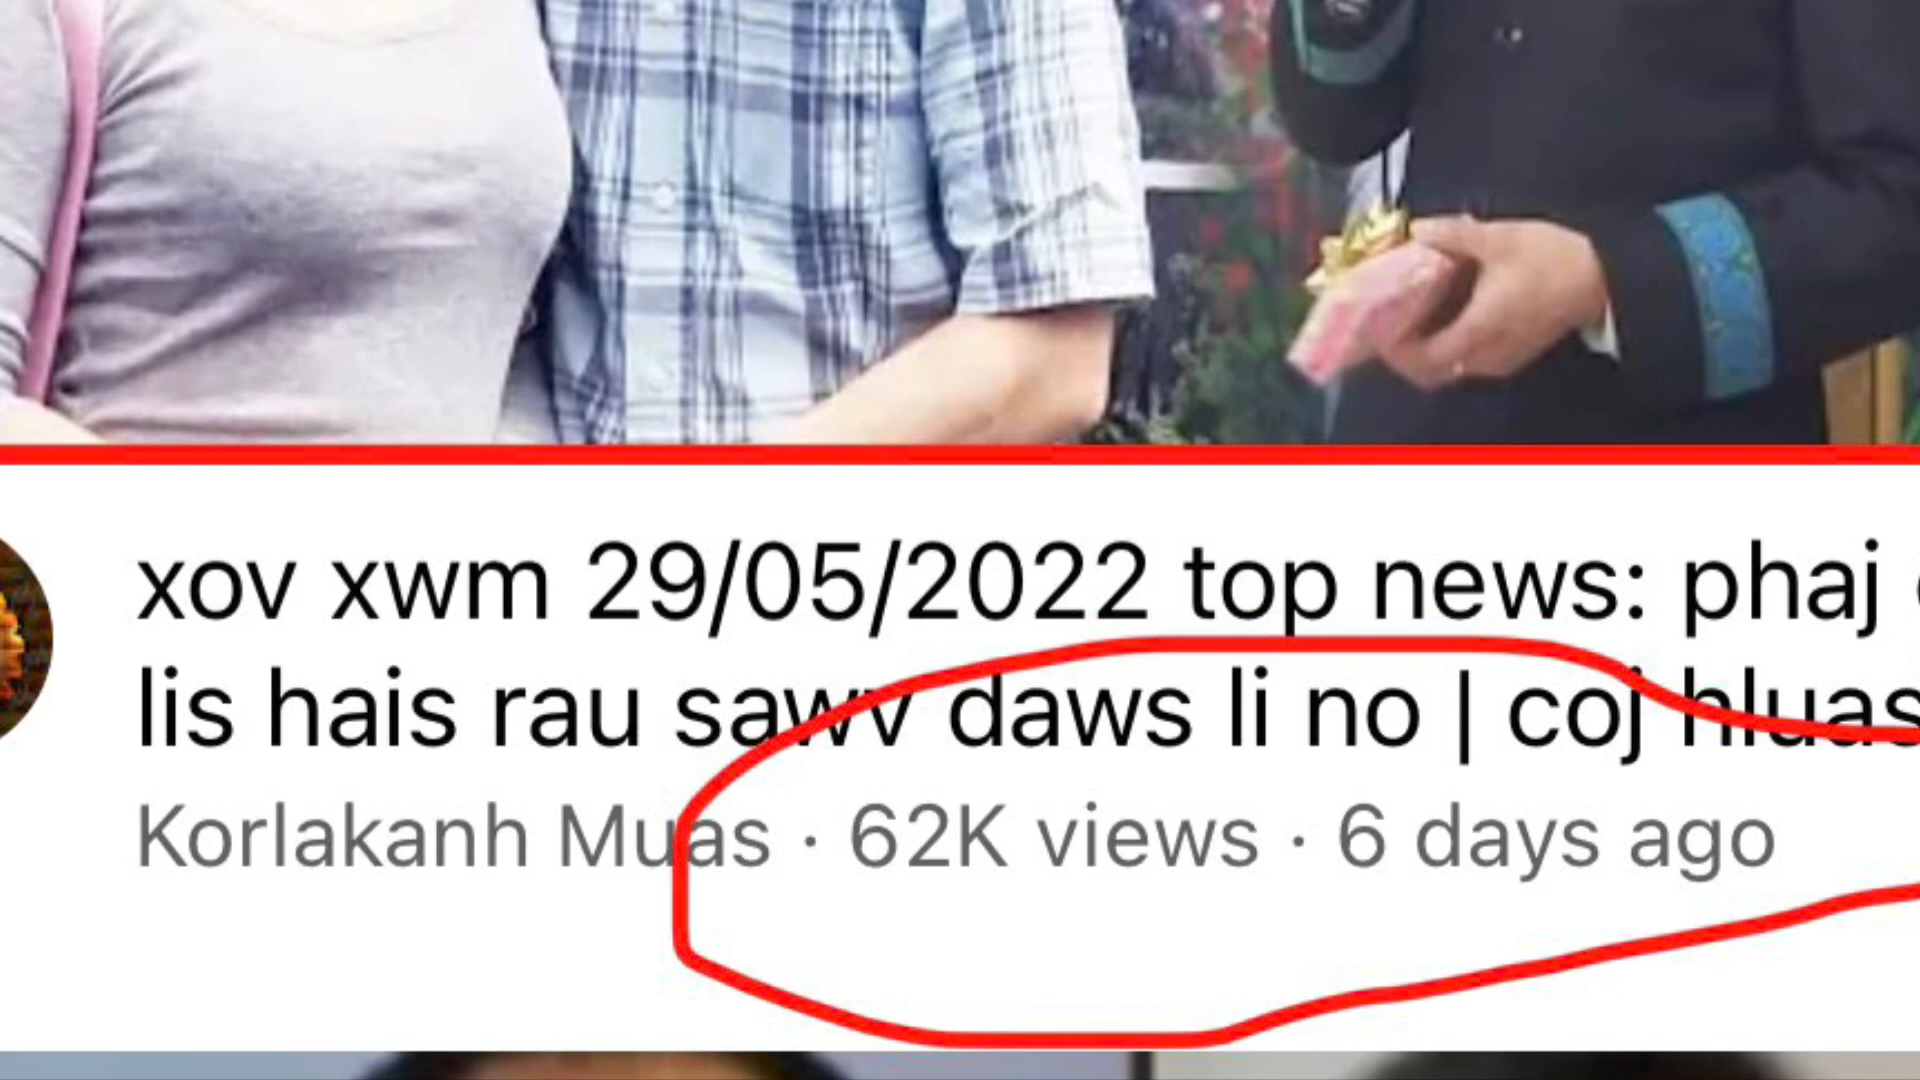 xov xwm 29/05/2022 top news: phaj
lis hais rau sawv daws li no | coj hluas
Korlakanh Muas · 62K views · 6 days ago